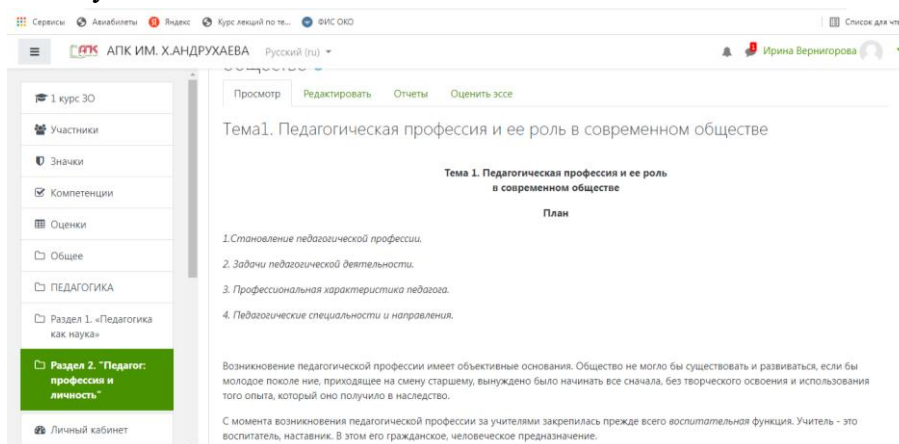 Сервисы Авиабилеты Яндекс Курс лекций по те... ФИС ОКО Список для чте
АПК ИМ. Х.АНДРУХАЕВА Русский (ru) Ирина Вернигорова
Просмотр Редактировать Отчеты Оценить эссе
1 курс ЗО
Участники
Значки
Компетенции
Оценки
Общее
ПЕДАГОГИКА
Раздел 1. «Педагогика
как наука»
Раздел 2. "Педагог:
профессия и
личность"
Личный кабинет
Тема1. Педагогическая профессия и ее роль в современном обществе
Тема 1. Педагогическая профессия и ее роль
в современном обществе
План
1.Становление педагогической профессии.
2. Задачи педагогической деятельности.
3. Профессиональная характеристика педагога.
4. Педагогические специальности и направления.
Возникновение педагогической профессии имеет объективные основания. Общество не могло бы существовать и развиваться, если бы
молодое поколе ние, приходящее на смену старшему, вынуждено было начинать все сначала, без творческого освоения и использования
того опыта, который оно получило в наследство.
С момента возникновения педагогической профессии за учителями закрепилась прежде всего воспитательная функция. Учитель - это
воспитатель, наставник. В этом его гражданское, человеческое предназначение.